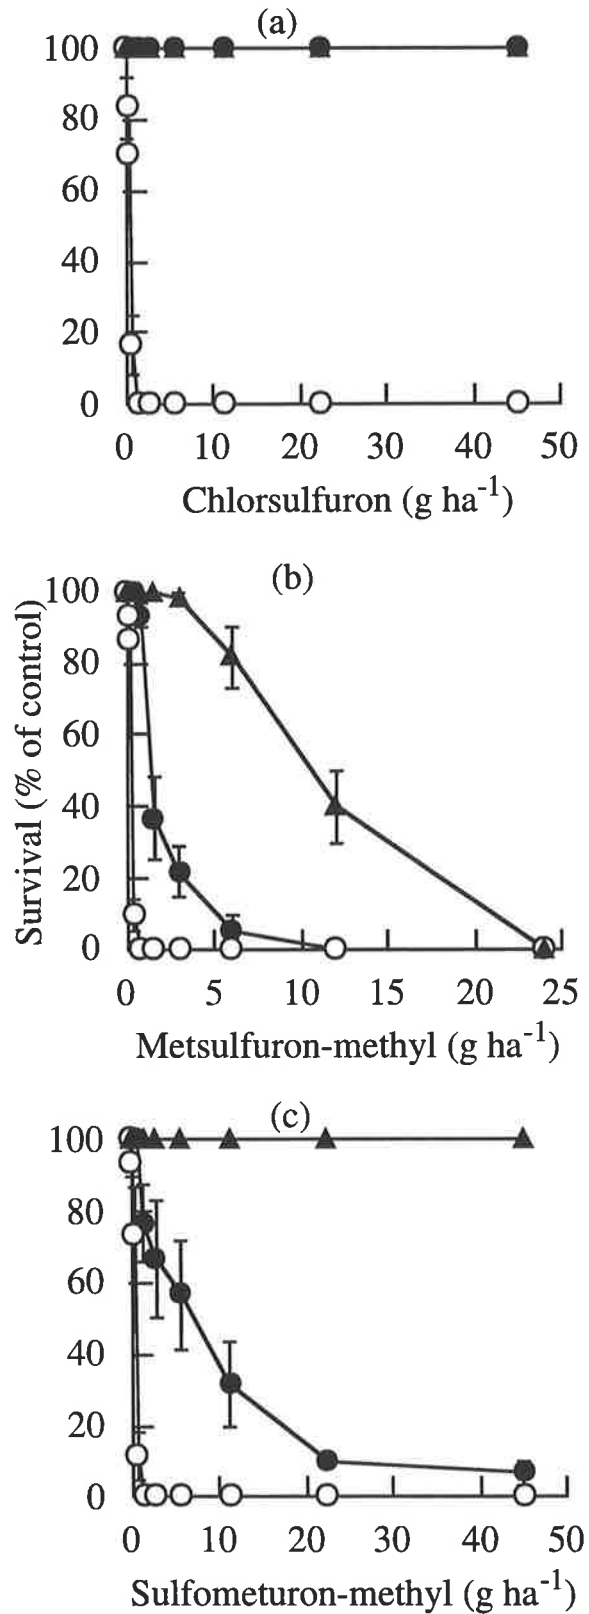 (a)
100
80
60
40
20
0
0 10 20 30 40 50
Chlorsulfuron (g ha⁻¹)
(b)
Survival (% of control)
100
80
60
40
20
0
0 5 10 15 20 25
Metsulfuron-methyl (g ha⁻¹)
(c)
100
80
60
40
20
0
0 10 20 30 40 50
Sulfometuron-methyl (g ha⁻¹)